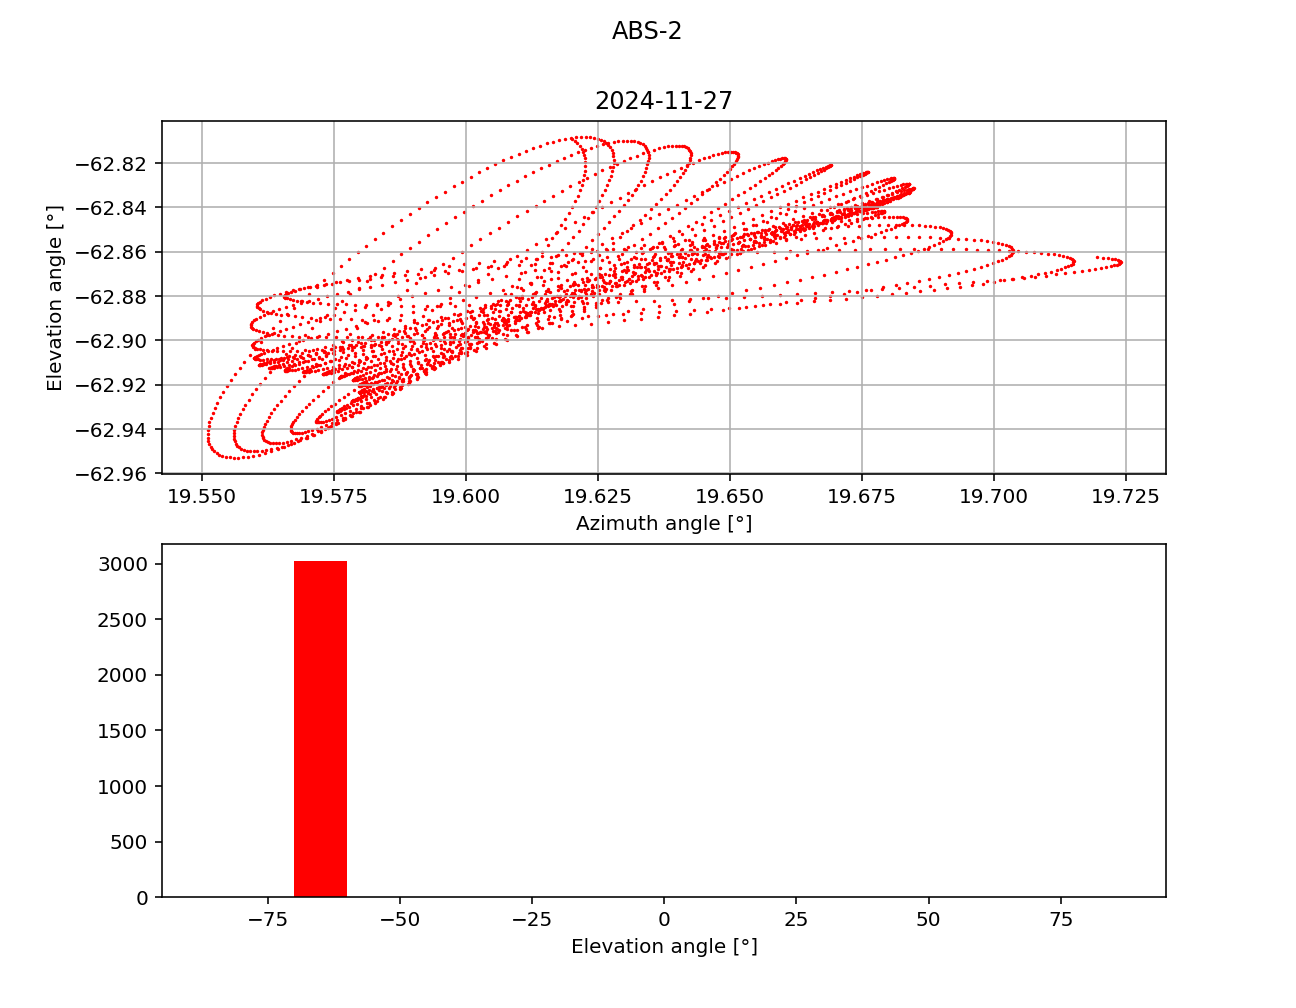 ABS-2
2024-11-27
−62.82
−62.84
−62.86
−62.88
−62.90
−62.92
−62.94
−62.96
Elevation angle [°]
19.550 19.575 19.600 19.625 19.650 19.675 19.700 19.725
Azimuth angle [°]
3000
2500
2000
1500
1000
500
0
−75 −50 −25 0 25 50 75
Elevation angle [°]